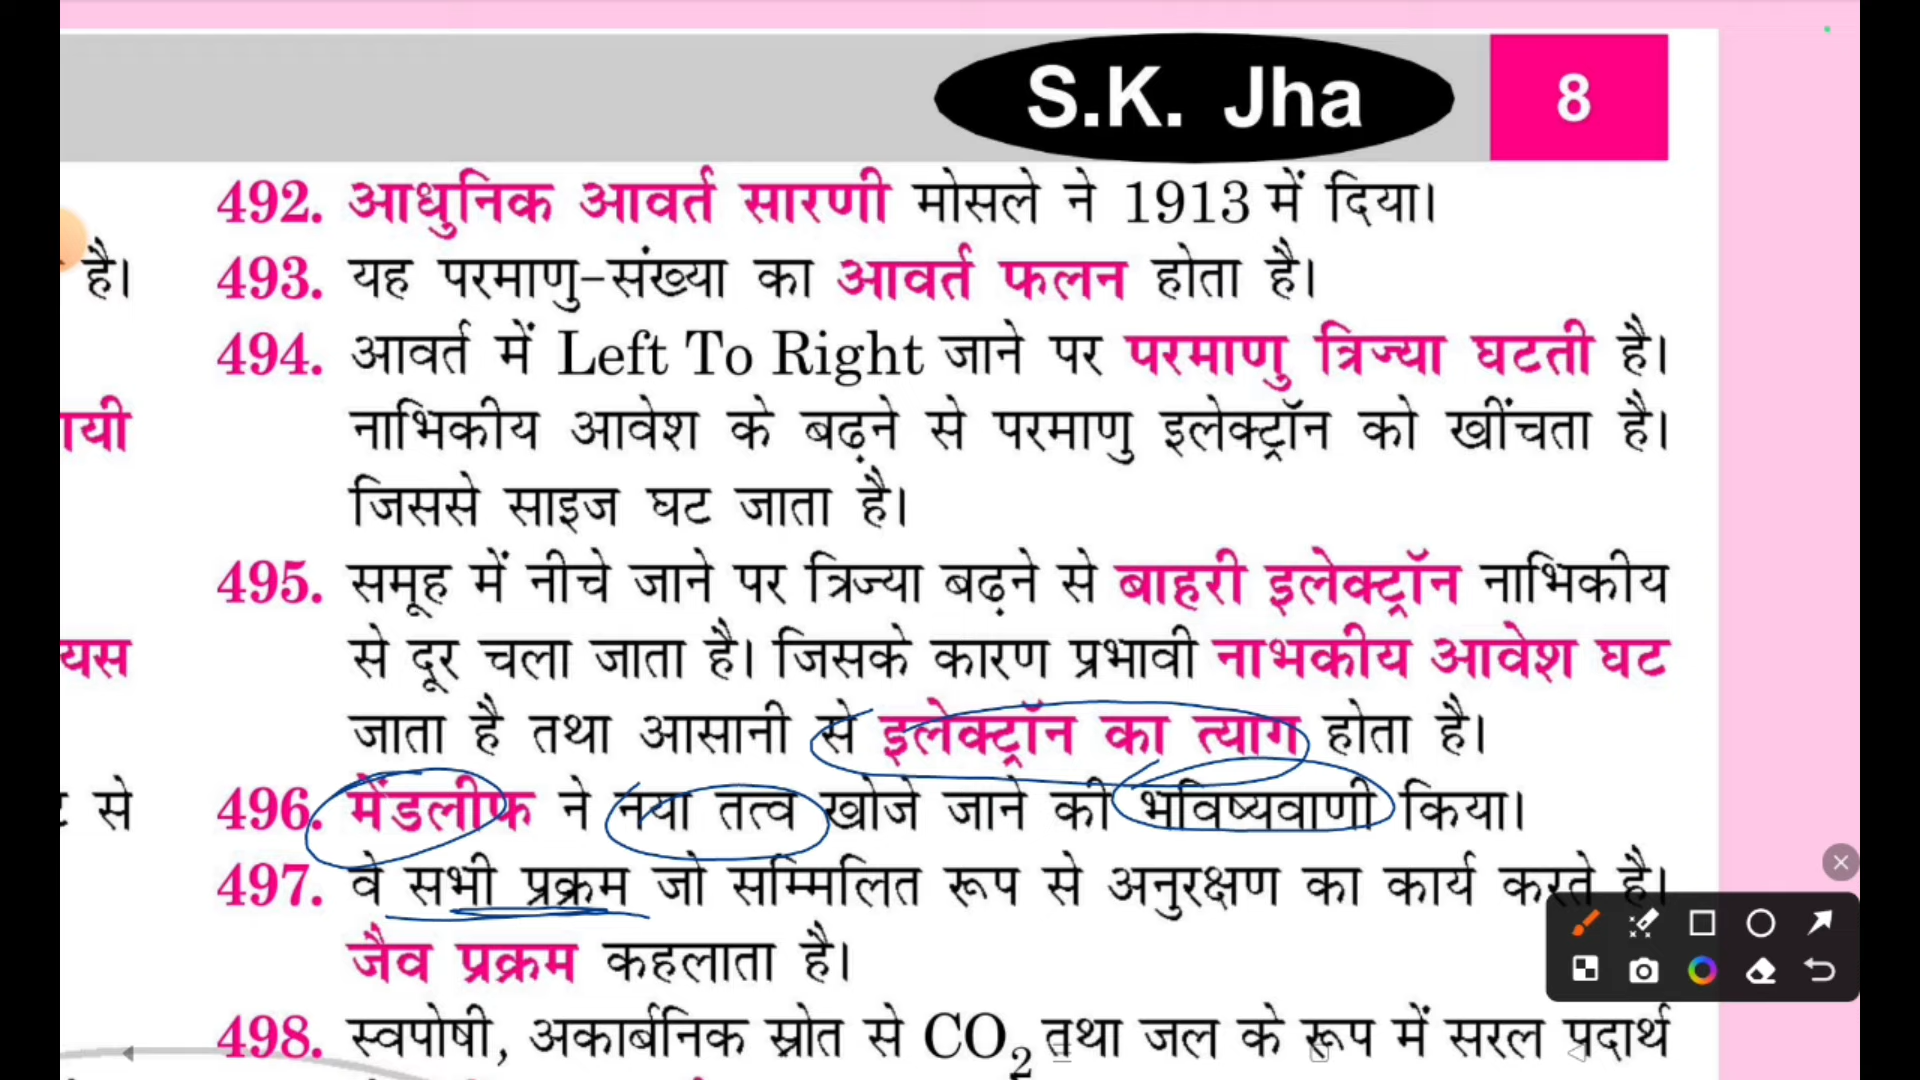 S.K. Jha 8
492. आधुनिक आवर्त सारणी मोसले ने 1913 में दिया।
है। 493. यह परमाणु-संख्या का आवर्त फलन होता है।
494. आवर्त में Left To Right जाने पर परमाणु त्रिज्या घटती है।
ायी नाभिकीय आवेश के बढ़ने से परमाणु इलेक्ट्रॉन को खींचता है।
जिससे साइज घट जाता है।
495. समूह में नीचे जाने पर त्रिज्या बढ़ने से बाहरी इलेक्ट्रॉन नाभिकीय
यस से दूर चला जाता है। जिसके कारण प्रभावी नाभकीय आवेश घट
जाता है तथा आसानी से इलेक्ट्रॉन का त्याग होता है।
से 496. मेंडलीफ ने नया तत्व खोजे जाने की भविष्यवाणी किया।
497. वे सभी प्रक्रम जो सम्मिलित रूप से अनुरक्षण का कार्य करते है।
जैव प्रक्रम कहलाता है।
498. स्वपोषी, अकार्बनिक स्रोत से CO2 तथा जल के रूप में सरल पदार्थ